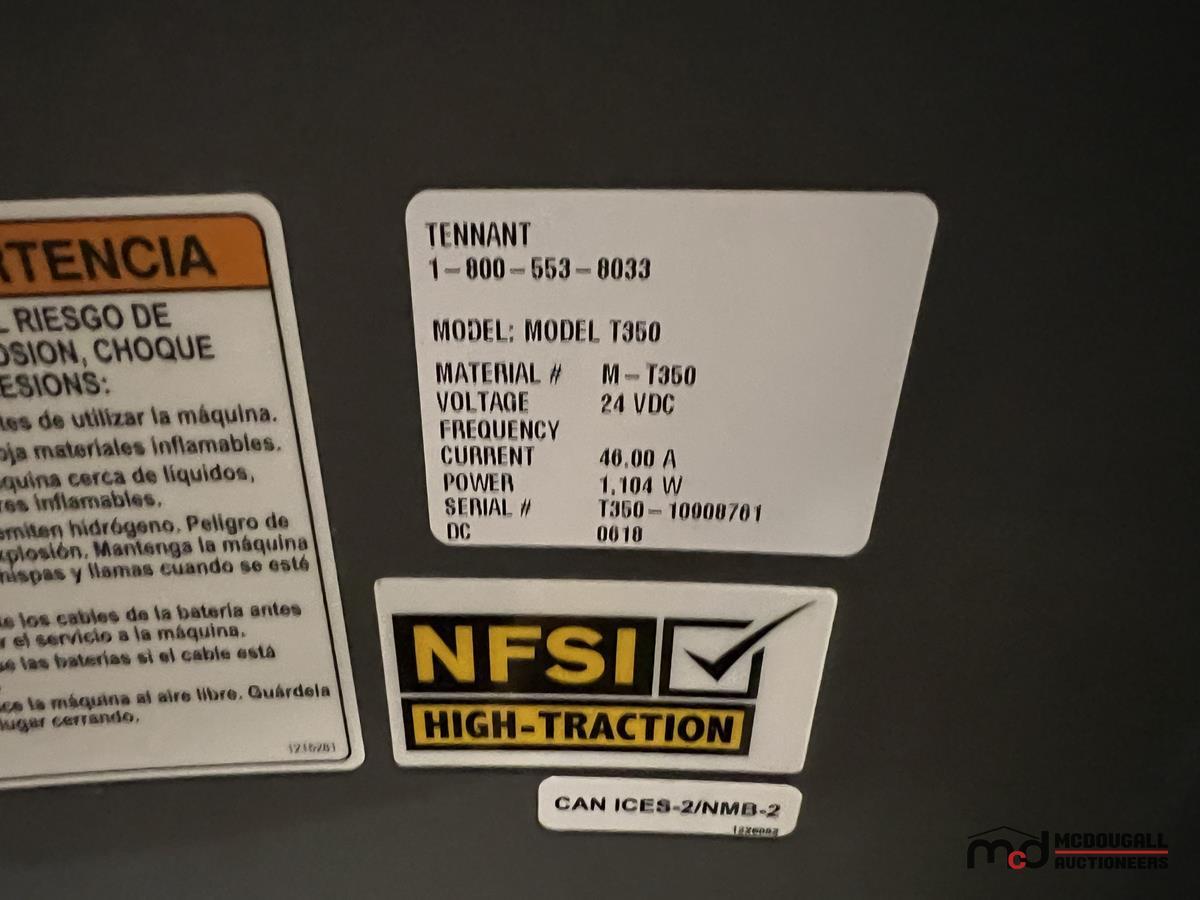 RTENCIA
L RIESGO DE
OSION, CHOQUE
ESIONS:
tes de utilizar la máquina.
oja materiales inflamables.
quina cerca de líquidos,
res inflamables.
emiten hidrógeno. Peligro de
xplosión. Mantenga la máquina
hispas y llamas cuando se esté
e los cables de la batería antes
r el servicio a la máquina.
se las baterías si el cable está
ce la máquina al aire libre. Guárdela
lugar cerrando.
TENNANT
1-800-553-8033
MODEL: MODEL T350
MATERIAL # M-T350
VOLTAGE 24 VDC
FREQUENCY
CURRENT 46.00 A
POWER 1,104 W
SERIAL # T350-10908761
DC 0618
NFSI
HIGH-TRACTION
CAN ICES-2/NMB-2
mcd MCDOUGALL
AUCTIONEERS